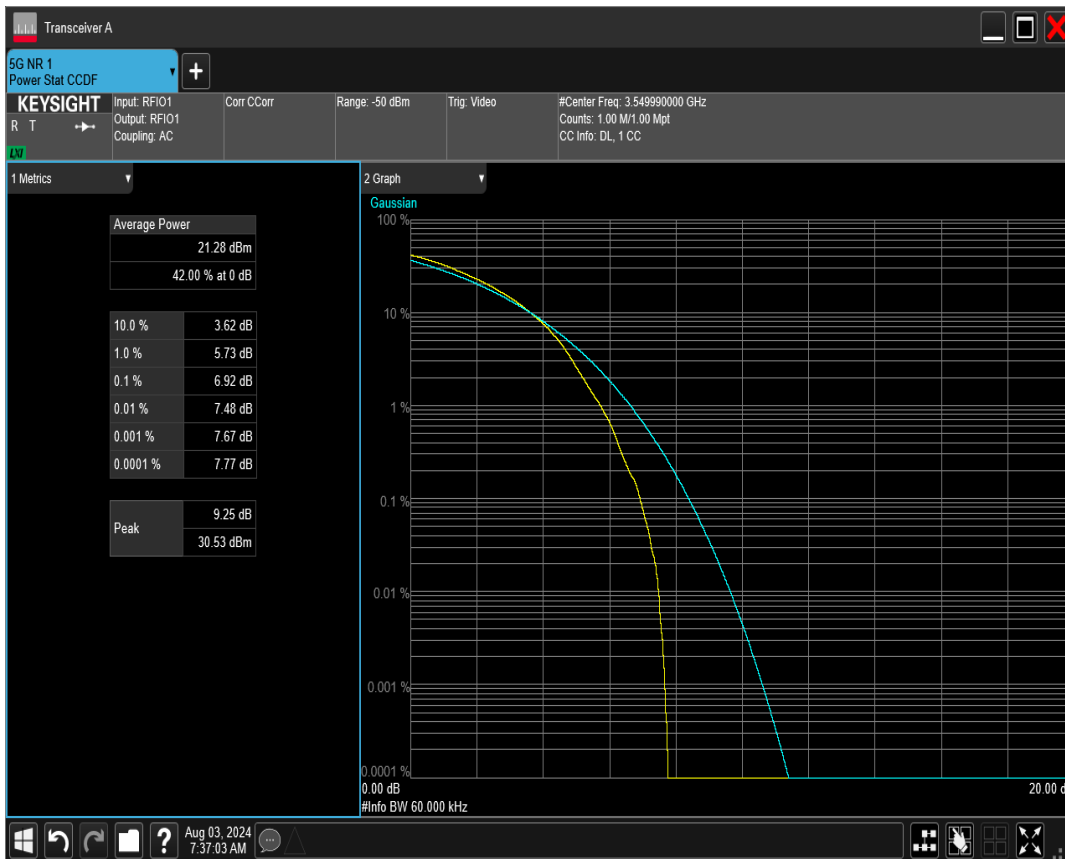 Transceiver A
5G NR 1
Power Stat CCDF
KEYSIGHT
R T
LXI
Input: RFIO1
Output: RFIO1
Coupling: AC
Corr CCorr
Range: -50 dBm
Trig: Video
#Center Freq: 3.549990000 GHz
Counts: 1.00 M/1.00 Mpt
CC Info: DL, 1 CC
1 Metrics
Average Power
21.28 dBm
42.00 % at 0 dB
10.0 % 3.62 dB
1.0 % 5.73 dB
0.1 % 6.92 dB
0.01 % 7.48 dB
0.001 % 7.67 dB
0.0001 % 7.77 dB
Peak
9.25 dB
30.53 dBm
2 Graph
Gaussian
100 %
10 %
1 %
0.1 %
0.01 %
0.001 %
0.0001 %
0.00 dB
20.00 d
#Info BW 60.000 kHz
Aug 03, 2024
7:37:03 AM